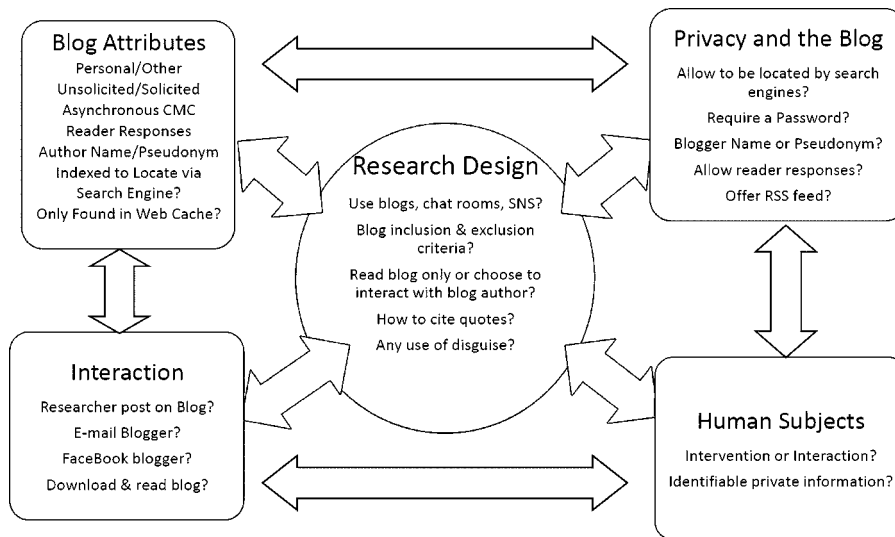 Blog Attributes
Personal/Other
Unsolicited/Solicited
Asynchronous CMC
Reader Responses
Author Name/Pseudonym
Indexed to Locate via
Search Engine?
Only Found in Web Cache?
Privacy and the Blog
Allow to be located by search
engines?
Require a Password?
Blogger Name or Pseudonym?
Allow reader responses?
Offer RSS feed?
Research Design
Use blogs, chat rooms, SNS?
Blog inclusion & exclusion
criteria?
Read blog only or choose to
interact with blog author?
How to cite quotes?
Any use of disguise?
Interaction
Researcher post on Blog?
E-mail Blogger?
FaceBook blogger?
Download & read blog?
Human Subjects
Intervention or Interaction?
Identifiable private information?